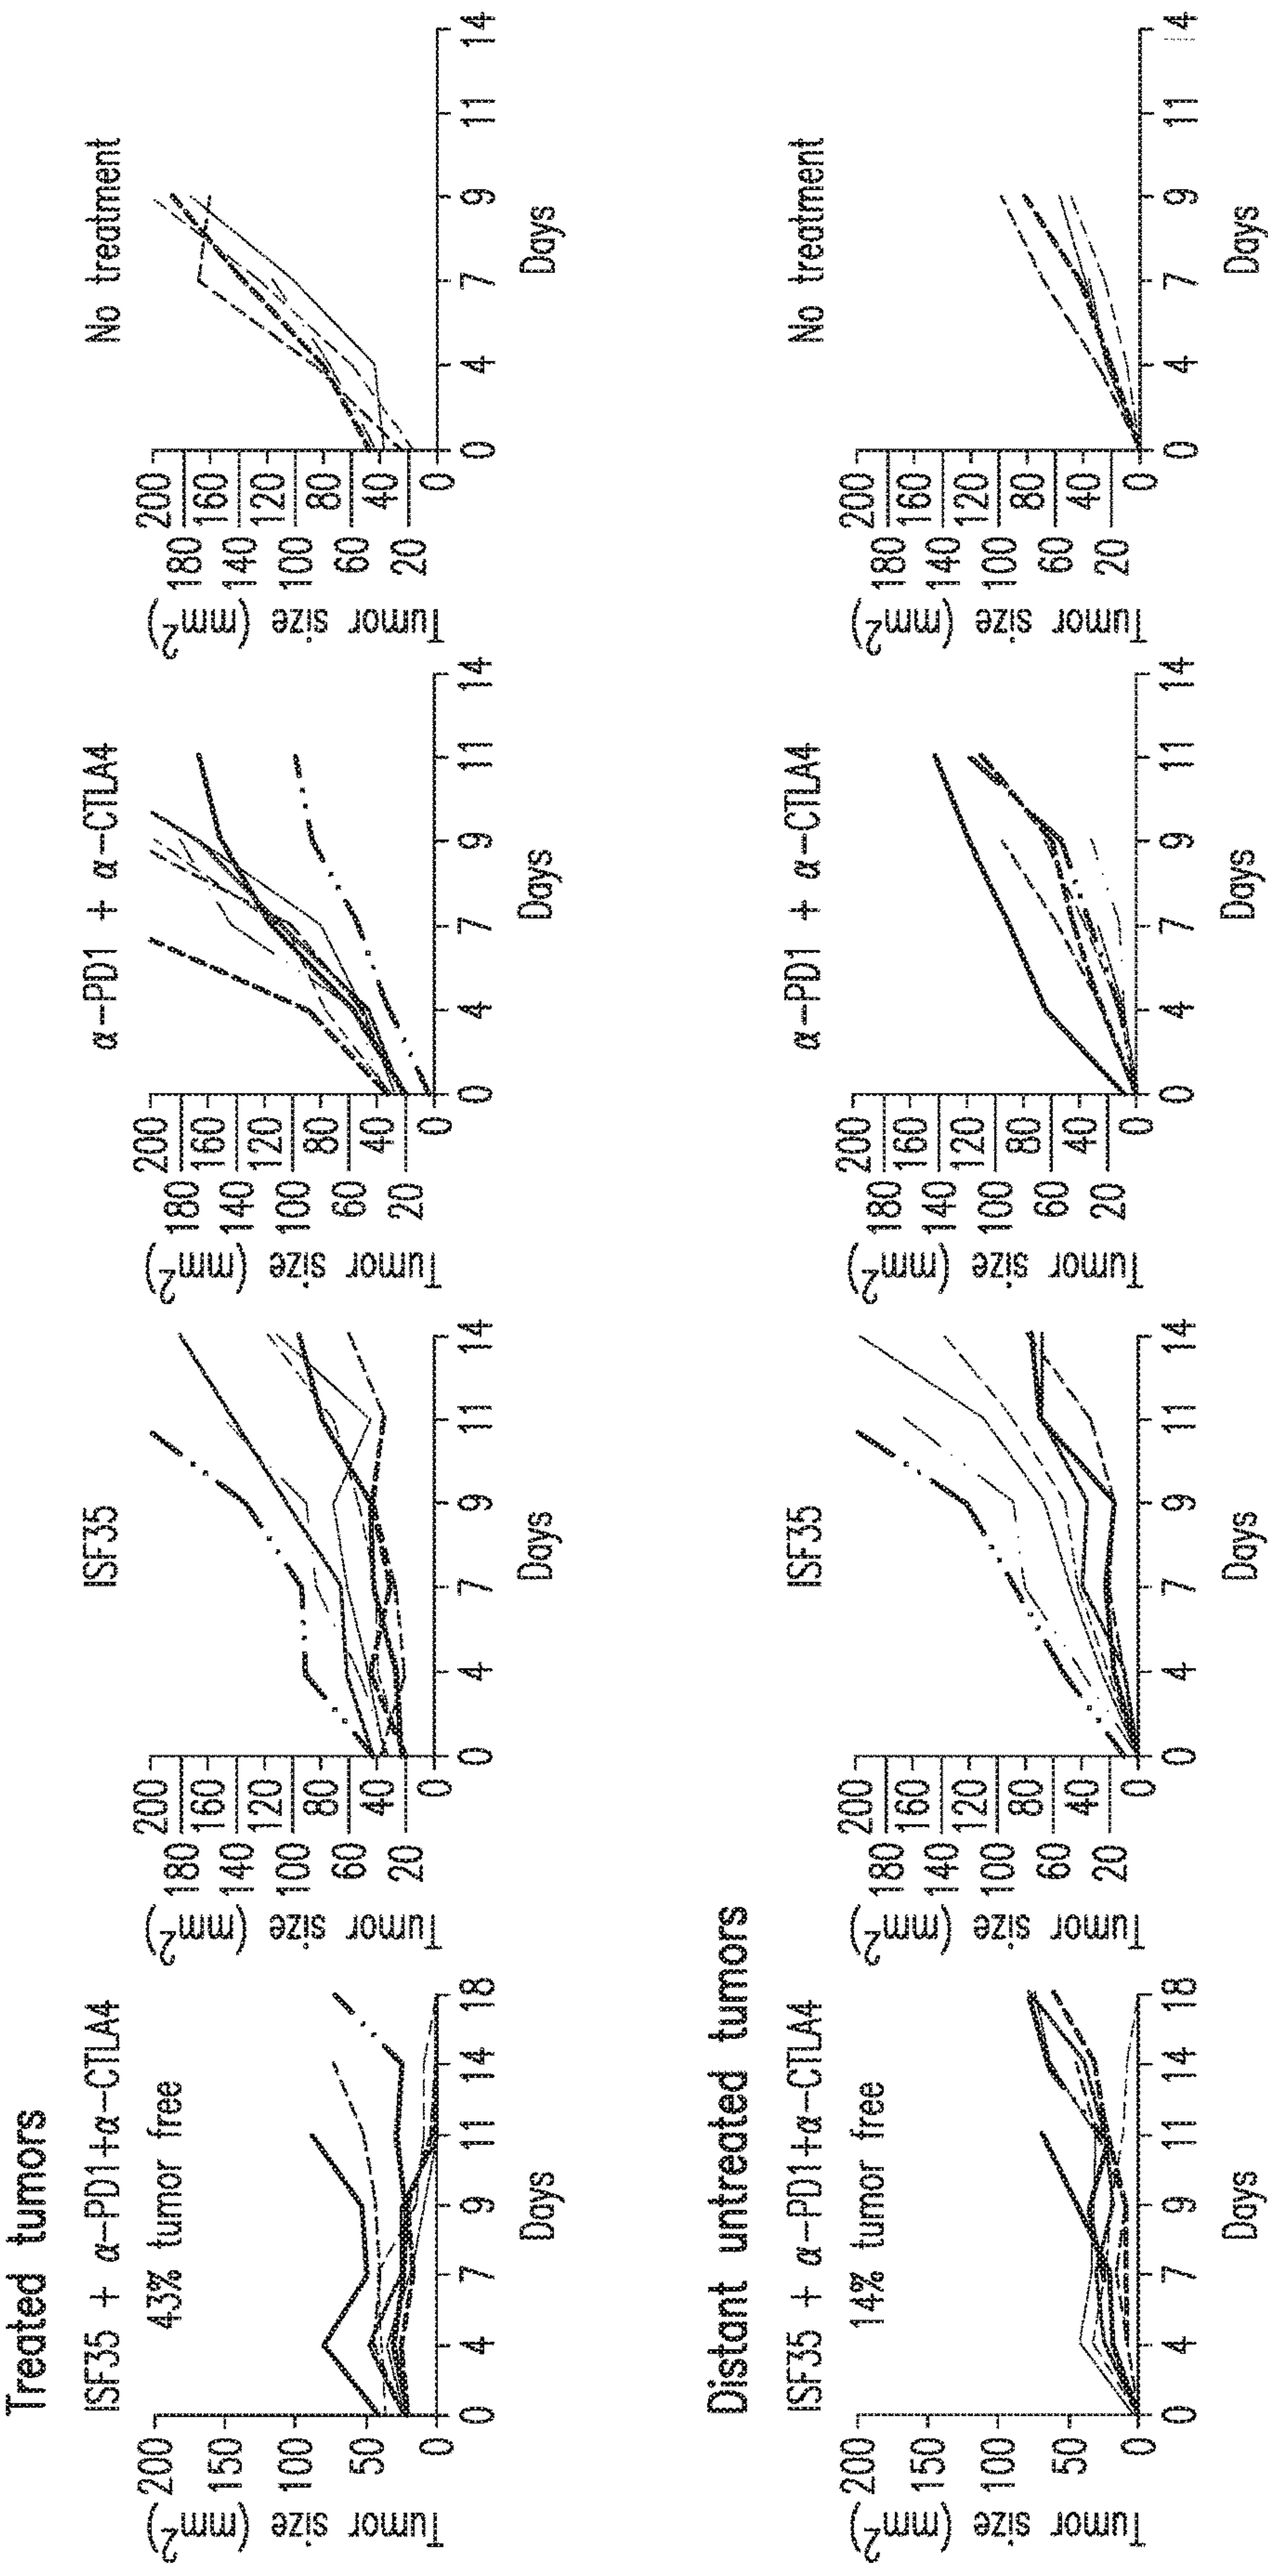 Treated tumors
ISF35 + α-PD1+α-CTLA4
43% tumor free
Tumor size (mm²)
200
150
100
50
0
0 4 7 9 11 14 18
Days
ISF35
Tumor size (mm²)
200
180
160
140
120
100
80
60
40
20
0
0 4 7 9 11 14
Days
α-PD1 + α-CTLA4
Tumor size (mm²)
200
180
160
140
120
100
80
60
40
20
0
0 4 7 9 11 14
Days
No treatment
Tumor size (mm²)
200
180
160
140
120
100
80
60
40
20
0
0 4 7 9 11 14
Days
Distant untreated tumors
ISF35 + α-PD1+α-CTLA4
14% tumor free
Tumor size (mm²)
200
150
100
50
0
0 4 7 9 11 14 18
Days
ISF35
Tumor size (mm²)
200
180
160
140
120
100
80
60
40
20
0
0 4 7 9 11 14
Days
α-PD1 + α-CTLA4
Tumor size (mm²)
200
180
160
140
120
100
80
60
40
20
0
0 4 7 9 11 14
Days
No treatment
Tumor size (mm²)
200
180
160
140
120
100
80
60
40
20
0
0 4 7 9 11 14
Days